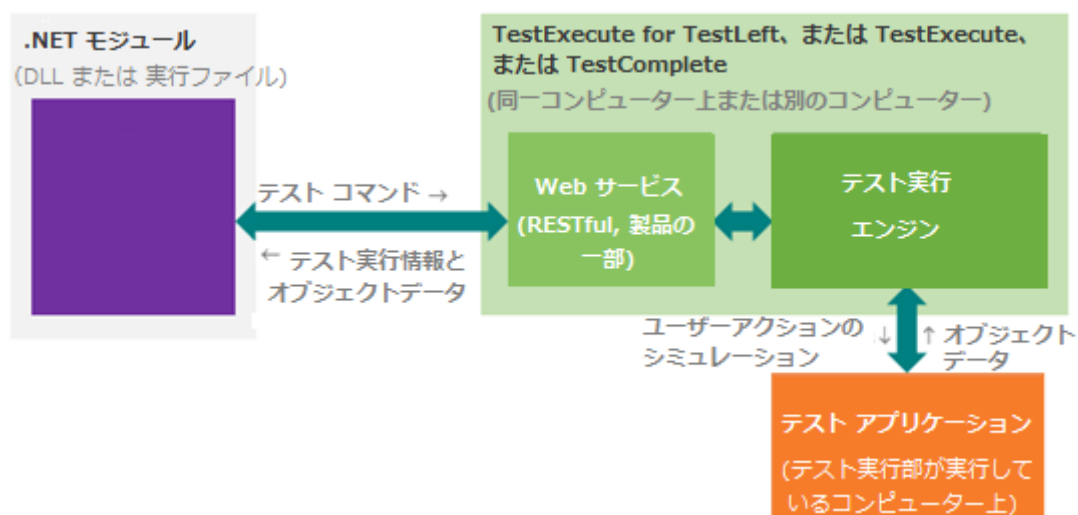 .NET モジュール
(DLL または 実行ファイル)
TestExecute for TestLeft、または TestExecute、
または TestComplete
(同一コンピューター上または別のコンピューター)
テスト コマンド →
← テスト実行情報と
オブジェクトデータ
Web サービス
(RESTful, 製品の
一部)
テスト実行
エンジン
ユーザーアクションの
シミュレーション
↓
↑ オブジェクト
データ
テスト アプリケーション
(テスト実行部が実行して
いるコンピューター上)